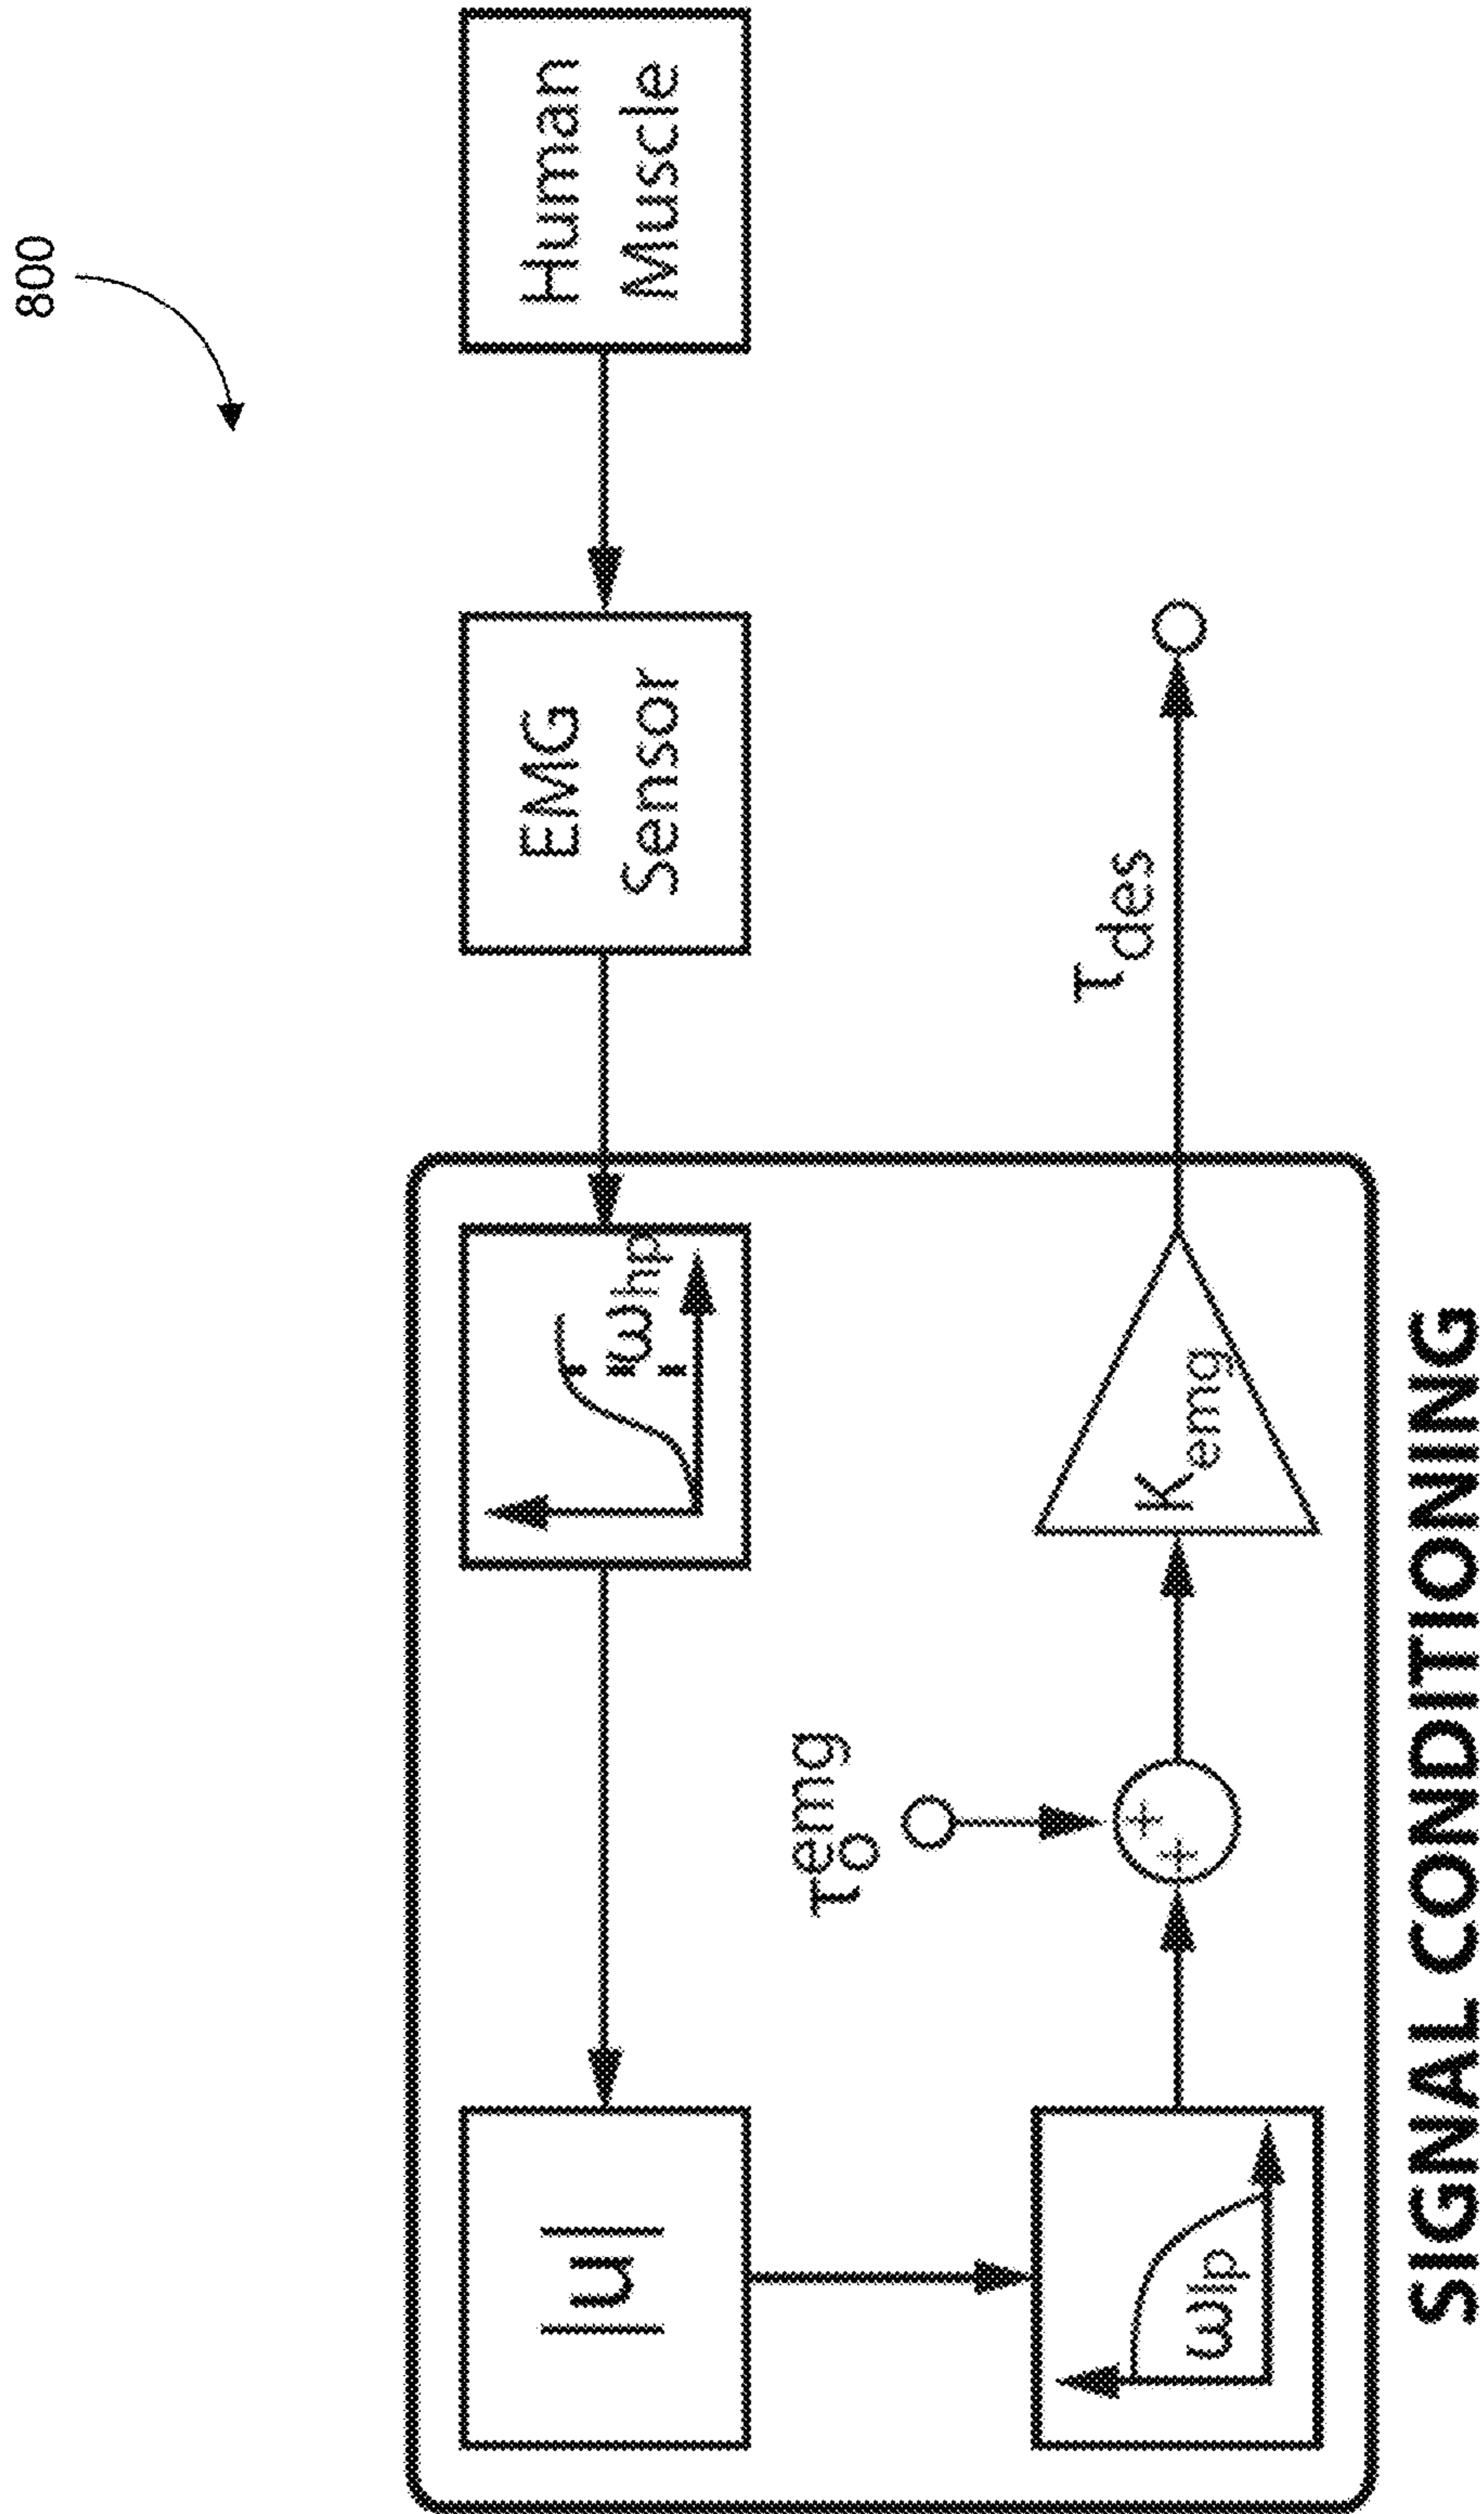 800
Human
Muscle
EMG
Sensor
ωhp
|u|
τ₀emg
ωlp
Kemg
τdes
SIGNAL CONDITIONING